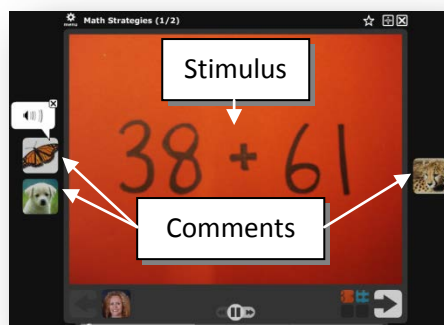 Math Strategies (1/2)
Stimulus
38 + 61
Comments